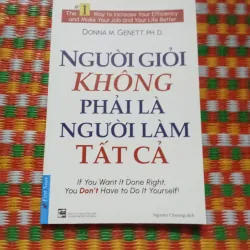 The #1 Way to Increase Your Efficiency
and Make Your Job and Your Life Better
DONNA M. GENETT, PH.D.
NGƯỜI GIỎI
KHÔNG
PHẢI LÀ
NGƯỜI LÀM
TẤT CẢ
If You Want It Done Right,
You Don't Have to Do It Yourself!
First News